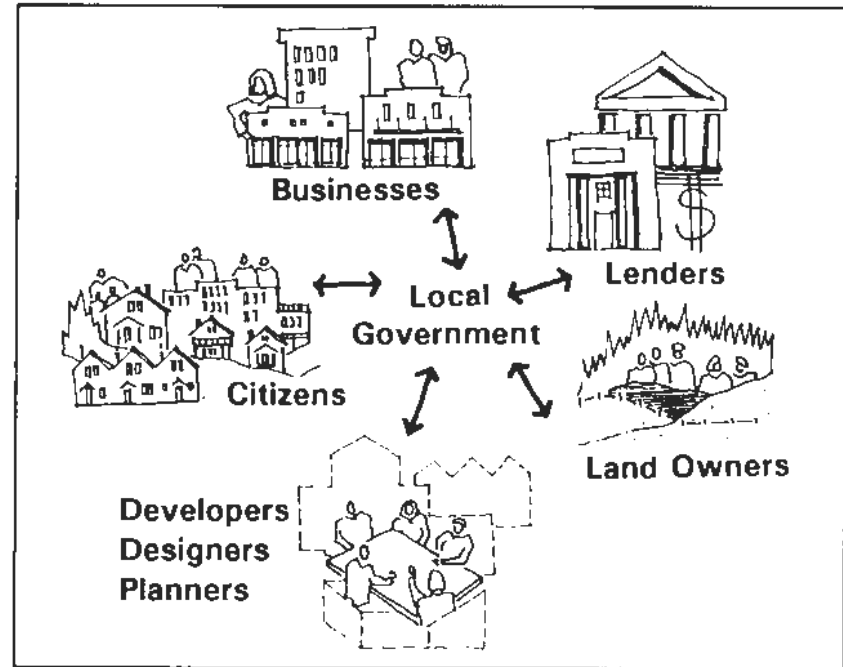 Businesses
Lenders
Local
Government
Citizens
Land Owners
Developers
Designers
Planners
$